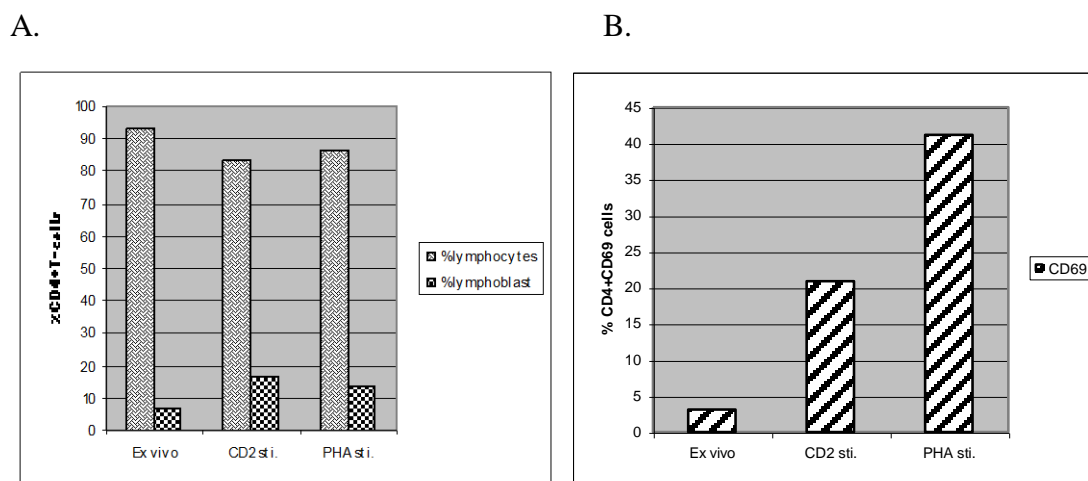 A.
B.
100
90
80
70
60
50
40
30
20
10
0
%CD4+T-cells
Ex vivo
CD2 sti.
PHA sti.
%lymphocytes
%lymphoblast
45
40
35
30
25
20
15
10
5
0
% CD4+CD69 cells
Ex vivo
CD2 sti.
PHA sti.
CD69